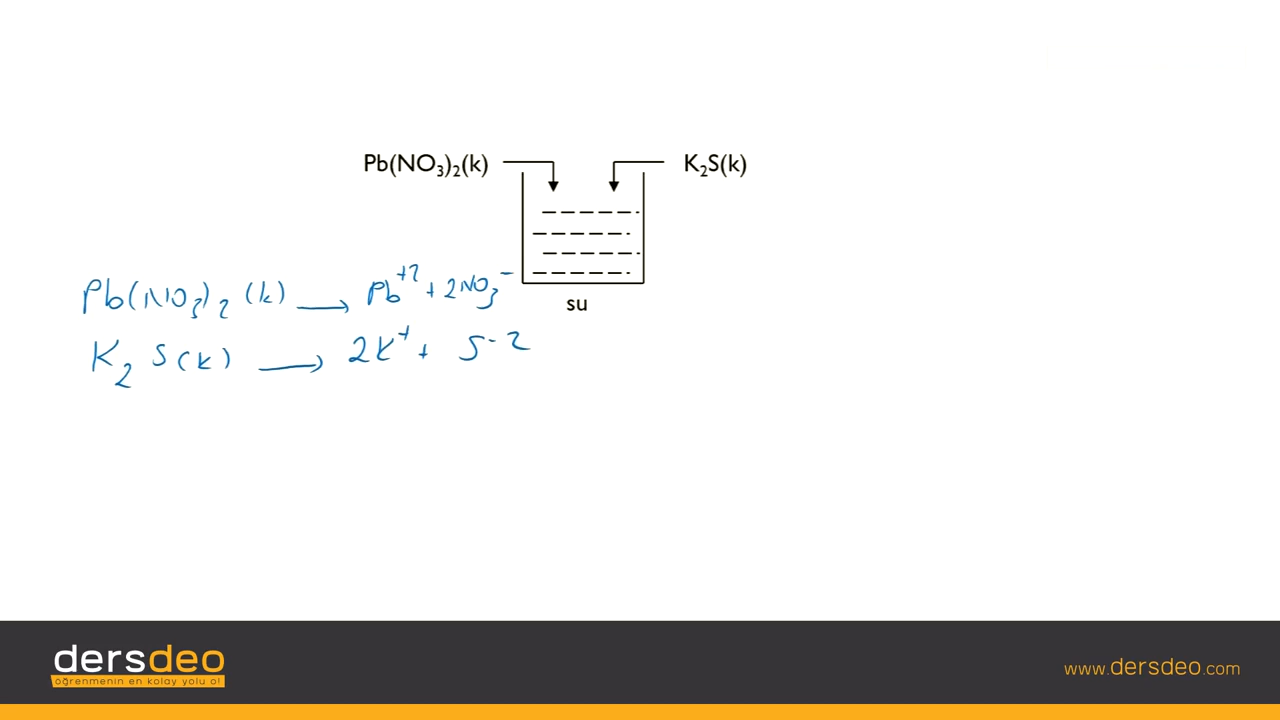 Pb(NO₃)₂(k) K₂S(k)
Pb(NO₃)₂ (k) ⟶ Pb⁺² + 2NO₃⁻
su
K₂S(k) ⟶ 2K⁺ + S⁻²
dersdeo
öğrenmenin en kolay yolu o!
www.dersdeo.com